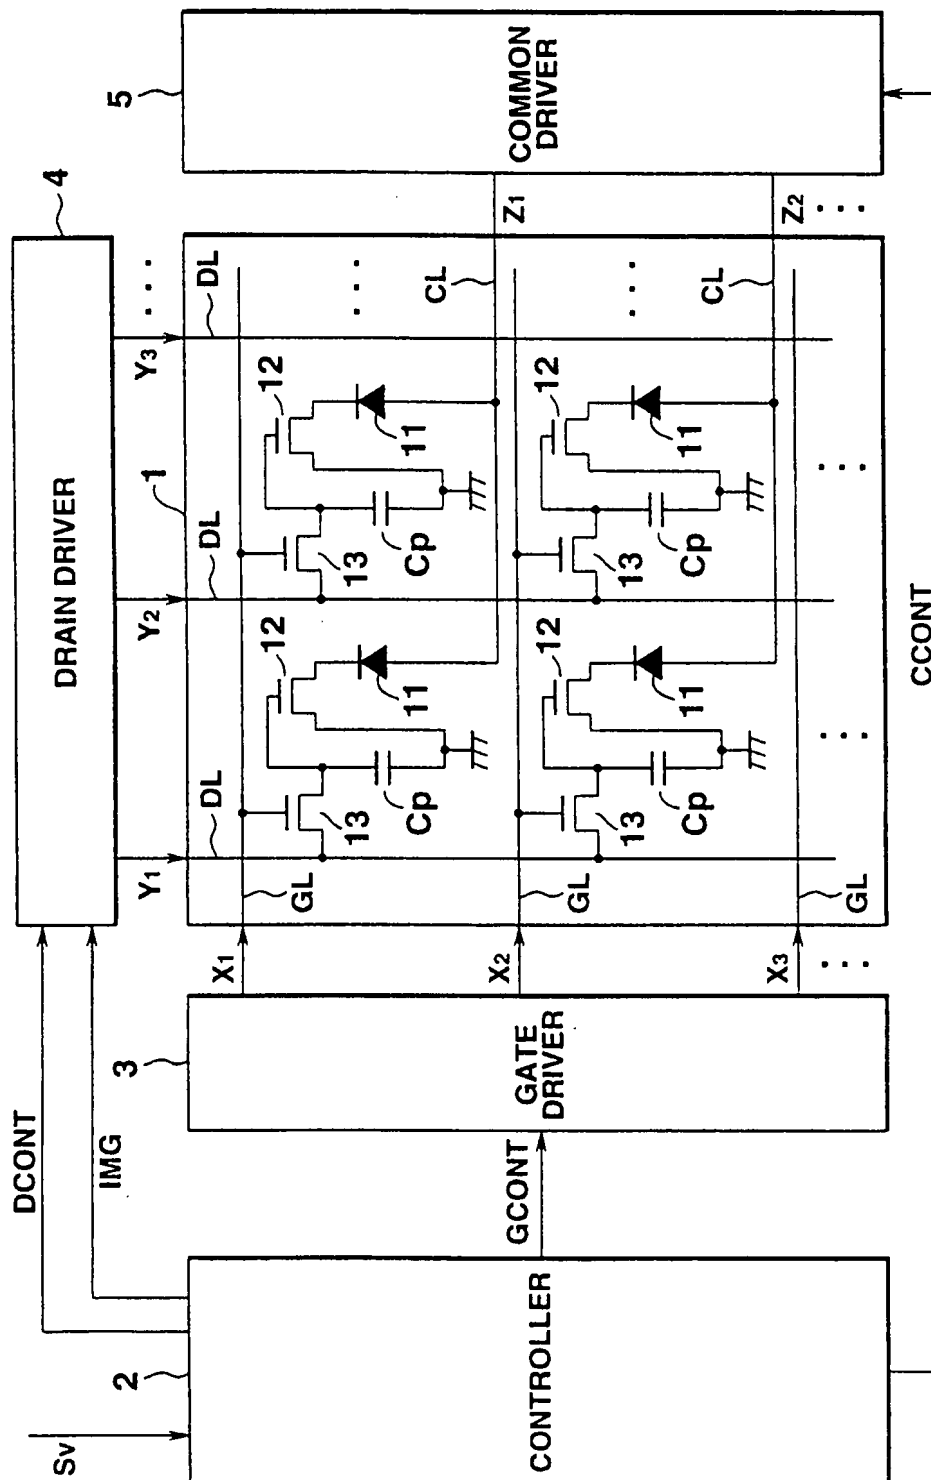 Sv
2
CONTROLLER
DCONT
IMG
GCONT
3
GATE
DRIVER
X1
X2
X3
...
4
DRAIN DRIVER
Y1
Y2
Y3
...
1
DL
DL
DL
GL
GL
GL
13
Cp
12
11
13
Cp
12
11
...
13
Cp
12
11
13
Cp
12
11
...
...
...
CL
CL
Z1
Z2
...
5
COMMON
DRIVER
CCONT